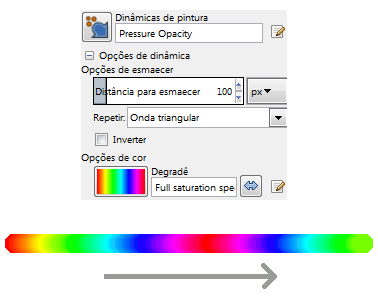 Dinâmicas de pintura
Pressure Opacity
Opções de dinâmica
Opções de esmaecer
Distância para esmaecer 100 px
Repetir: Onda triangular
Inverter
Opções de cor
Degradê
Full saturation spe